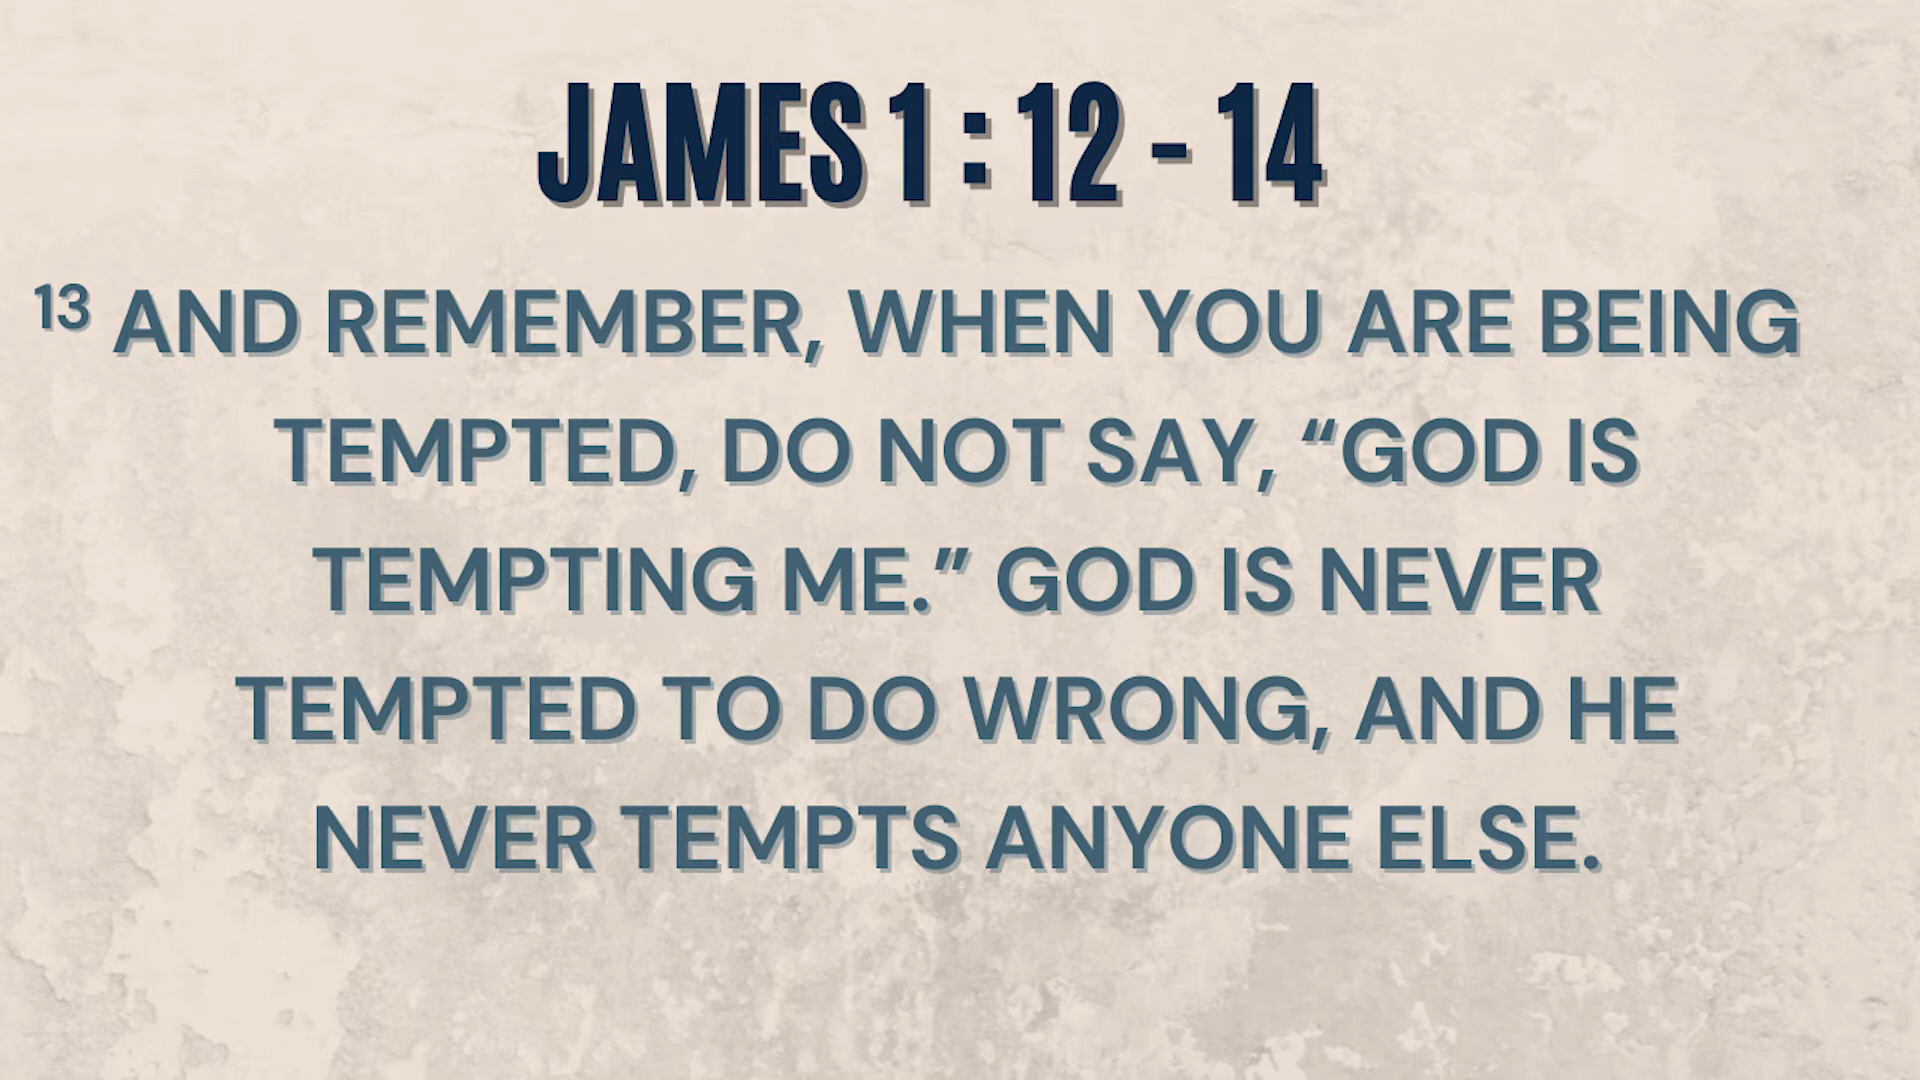 JAMES 1 : 12 - 14
13 AND REMEMBER, WHEN YOU ARE BEING
TEMPTED, DO NOT SAY, “GOD IS
TEMPTING ME.” GOD IS NEVER
TEMPTED TO DO WRONG, AND HE
NEVER TEMPTS ANYONE ELSE.